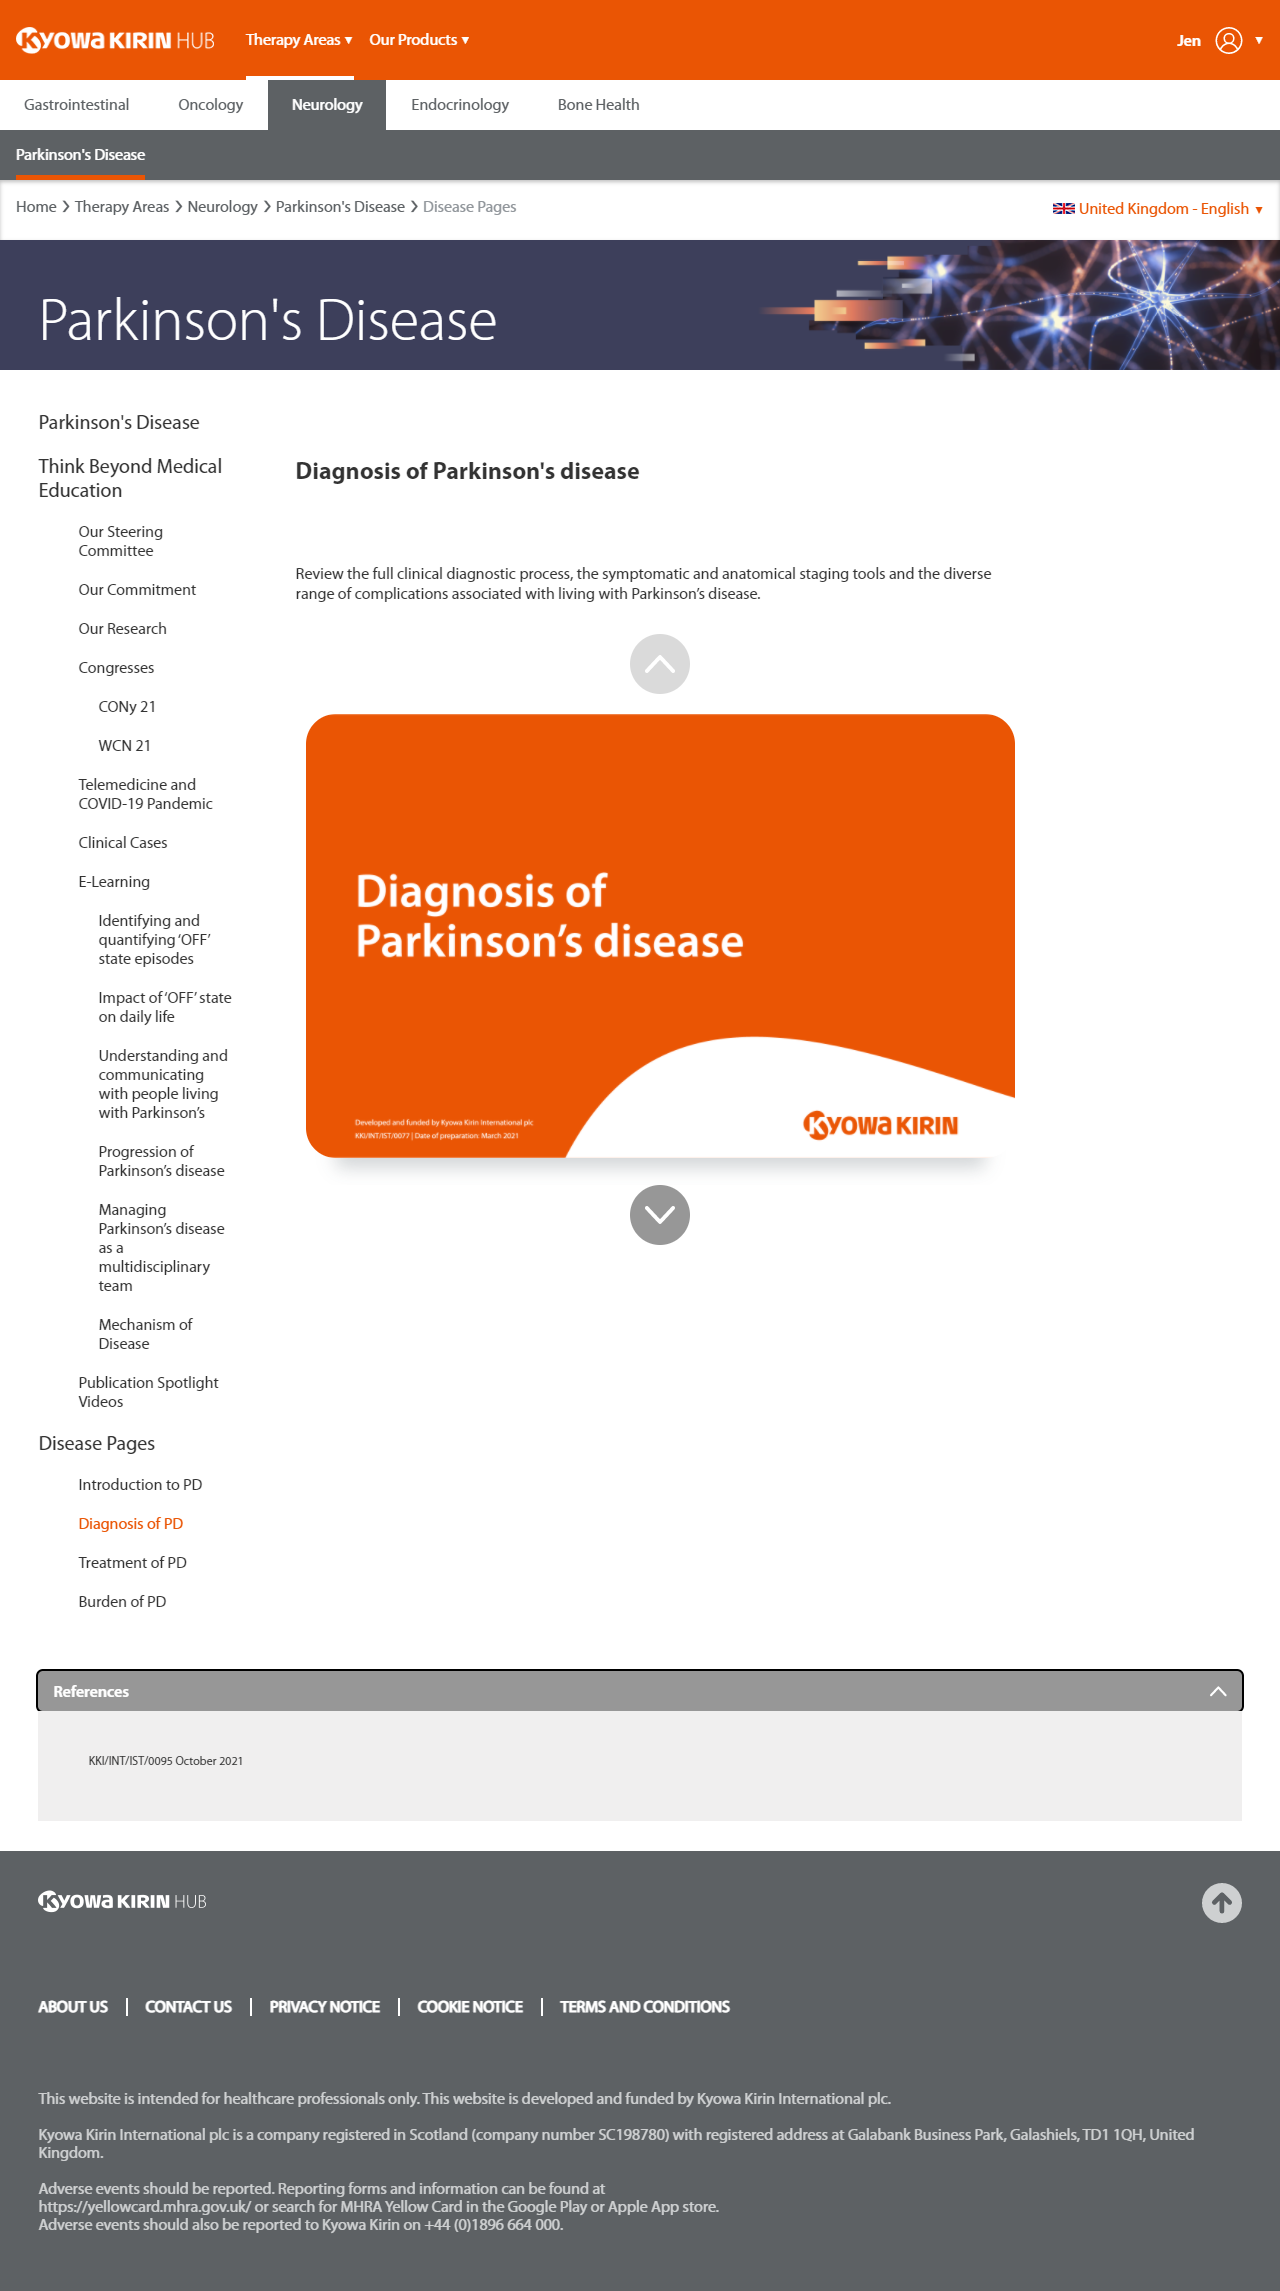 KYOWA KIRIN HUB
Therapy Areas ▼ Our Products ▼
Jen ▼
Gastrointestinal Oncology Neurology Endocrinology Bone Health
Parkinson's Disease
Home > Therapy Areas > Neurology > Parkinson's Disease > Disease Pages
United Kingdom - English ▼
Parkinson's Disease
Parkinson's Disease
Think Beyond Medical
Education
Our Steering
Committee
Our Commitment
Our Research
Congresses
CONy 21
WCN 21
Telemedicine and
COVID-19 Pandemic
Clinical Cases
E-Learning
Identifying and
quantifying ‘OFF’
state episodes
Impact of ‘OFF’ state
on daily life
Understanding and
communicating
with people living
with Parkinson’s
Progression of
Parkinson’s disease
Managing
Parkinson’s disease
as a
multidisciplinary
team
Mechanism of
Disease
Publication Spotlight
Videos
Disease Pages
Introduction to PD
Diagnosis of PD
Treatment of PD
Burden of PD
Diagnosis of Parkinson's disease
Review the full clinical diagnostic process, the symptomatic and anatomical staging tools and the diverse
range of complications associated with living with Parkinson’s disease.
Diagnosis of
Parkinson’s disease
Developed and funded by Kyowa Kirin International plc
KKI/INT/IST/0077 | Date of preparation: March 2021
KYOWA KIRIN
References
KKI/INT/IST/0095 October 2021
KYOWA KIRIN HUB
ABOUT US | CONTACT US | PRIVACY NOTICE | COOKIE NOTICE | TERMS AND CONDITIONS
This website is intended for healthcare professionals only. This website is developed and funded by Kyowa Kirin International plc.
Kyowa Kirin International plc is a company registered in Scotland (company number SC198780) with registered address at Galabank Business Park, Galashiels, TD1 1QH, United
Kingdom.
Adverse events should be reported. Reporting forms and information can be found at
https://yellowcard.mhra.gov.uk/ or search for MHRA Yellow Card in the Google Play or Apple App store.
Adverse events should also be reported to Kyowa Kirin on +44 (0)1896 664 000.